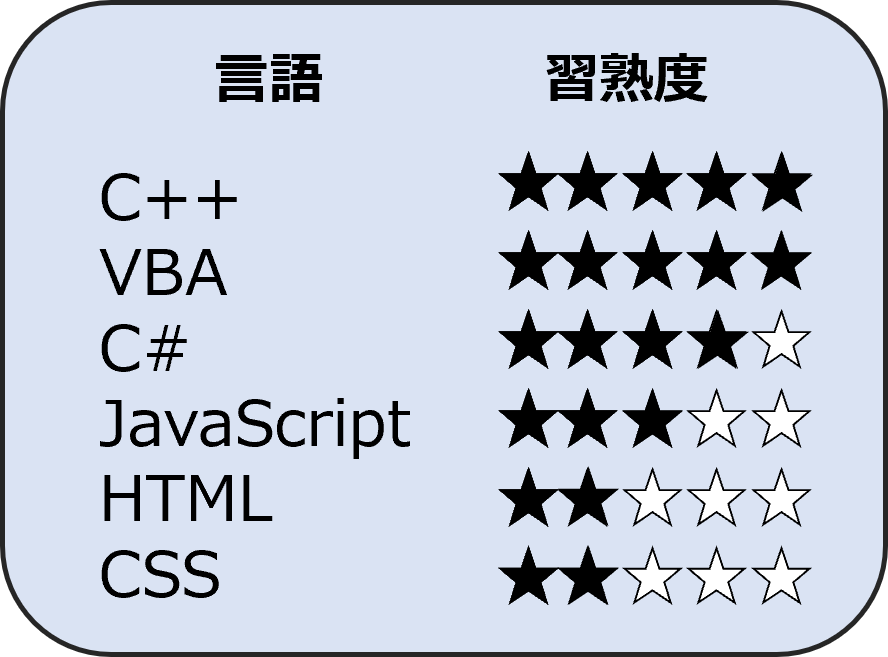 言語 習熟度
C++ ★★★★★
VBA ★★★★★
C# ★★★★☆
JavaScript ★★★☆☆
HTML ★★☆☆☆
CSS ★★☆☆☆